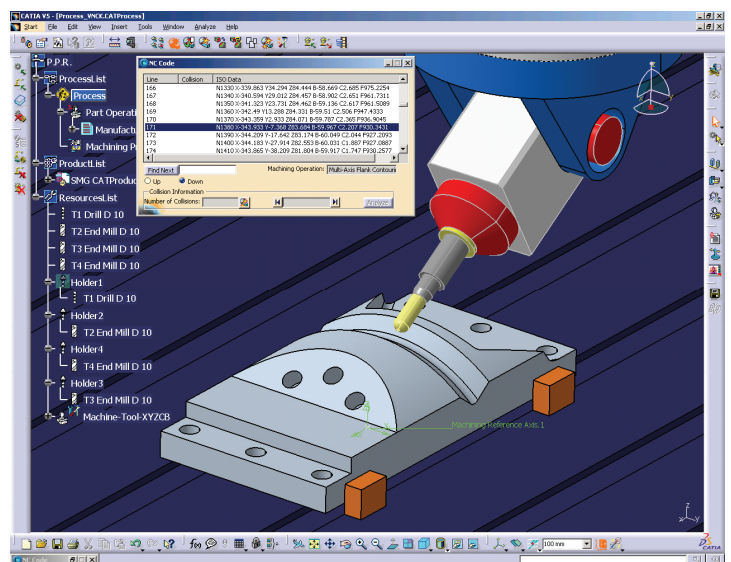 CATIA V5 - [Process_VNCK.CATProcess]
Start File Edit View Insert Tools Window Analyze Help
P.P.R.
ProcessList
Process
Part Operati
Manufactu
Machining P
ProductList
SMG CATProduc
ResourcesList
T1 Drill D 10
T2 End Mill D 10
T3 End Mill D 10
T4 End Mill D 10
Holder1
T1 Drill D 10
Holder2
T2 End Mill D 10
Holder4
T4 End Mill D 10
Holder3
T3 End Mill D 10
Machine-Tool-XYZCB
NC Code
Line Collision ISO Data
166 N1330 X-339.863 Y34.294 Z84.444 B-58.669 C2.685 F975.2254
167 N1340 X-340.594 Y29.012 Z84.457 B-58.902 C2.651 F961.7311
168 N1350 X-341.323 Y23.731 Z84.462 B-59.136 C2.617 F961.5089
169 N1360 X-342.49 Y13.288 Z84.331 B-59.51 C2.506 F947.4333
170 N1370 X-343.359 Y2.933 Z84.071 B-59.787 C2.365 F936.9045
171 N1380 X-343.933 Y-7.368 Z83.684 B-59.967 C2.207 F930.3431
172 N1390 X-344.209 Y-17.642 Z83.174 B-60.049 C2.044 F927.2093
173 N1400 X-344.183 Y-27.914 Z82.553 B-60.031 C1.887 F927.0887
174 N1410 X-343.865 Y-38.209 Z81.804 B-59.917 C1.747 F930.2577
Find Next Machining Operation: Multi-Axis Flank Contouri
Up Down
Collision Information
Number of Collisions: Analyze
Machining Reference Axis.1
z
x y
100 mm
CATIA
NC Code